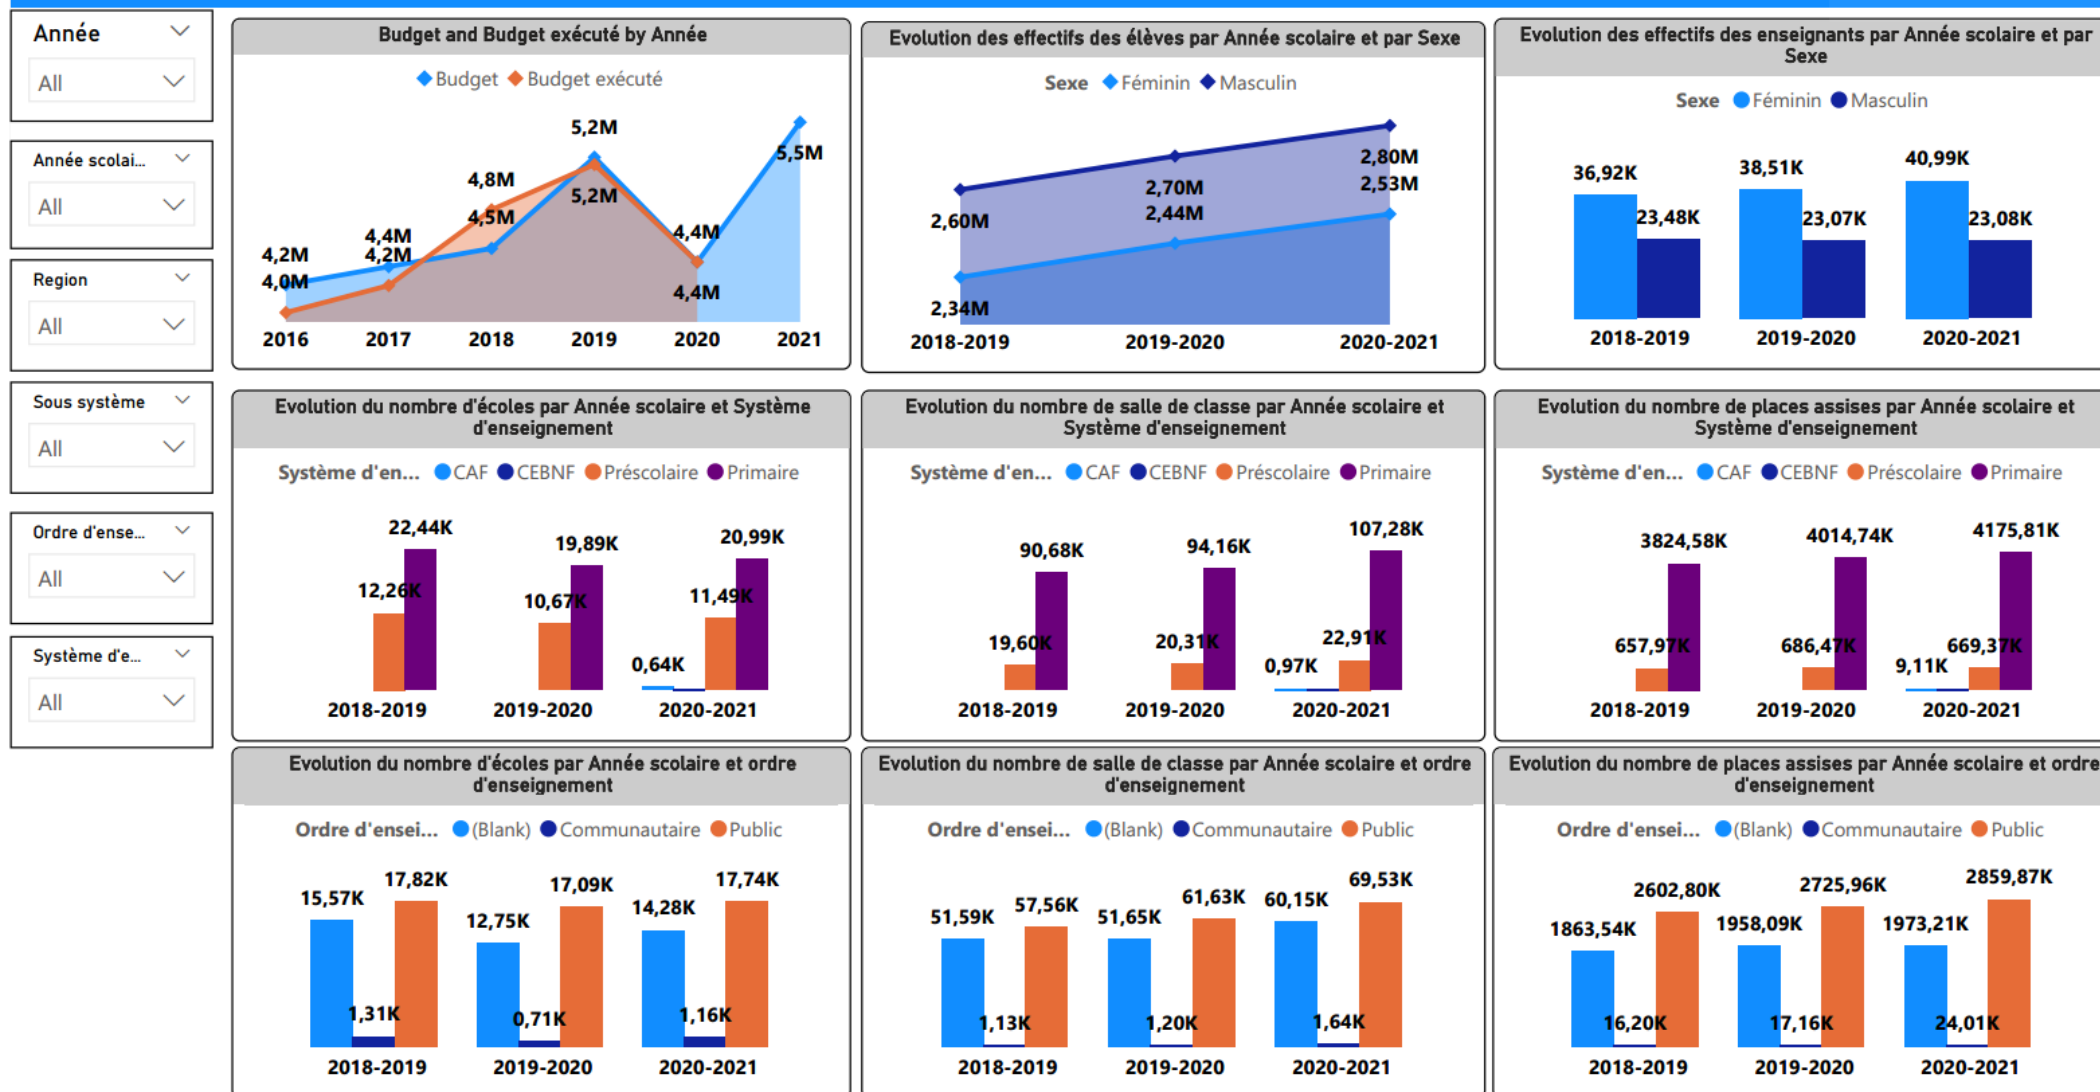 Année
All
Année scolai...
All
Region
All
Sous système
All
Ordre d'ense...
All
Système d'e...
All
Budget and Budget exécuté by Année
Budget Budget exécuté
5,2M
5,5M
4,8M
5,2M
4,5M
4,4M
4,4M
4,2M
4,2M
4,0M
4,4M
2016 2017 2018 2019 2020 2021
Evolution des effectifs des élèves par Année scolaire et par Sexe
Sexe Féminin Masculin
2,80M
2,53M
2,70M
2,44M
2,60M
2,34M
2018-2019 2019-2020 2020-2021
Evolution des effectifs des enseignants par Année scolaire et par
Sexe
Sexe Féminin Masculin
36,92K 38,51K 40,99K
23,48K 23,07K 23,08K
2018-2019 2019-2020 2020-2021
Evolution du nombre d'écoles par Année scolaire et Système
d'enseignement
Système d'en... CAF CEBNF Préscolaire Primaire
22,44K 19,89K 20,99K
12,26K 10,67K 11,49K
0,64K
2018-2019 2019-2020 2020-2021
Evolution du nombre de salle de classe par Année scolaire et
Système d'enseignement
Système d'en... CAF CEBNF Préscolaire Primaire
90,68K 94,16K 107,28K
19,60K 20,31K 22,91K
0,97K
2018-2019 2019-2020 2020-2021
Evolution du nombre de places assises par Année scolaire et
Système d'enseignement
Système d'en... CAF CEBNF Préscolaire Primaire
3824,58K 4014,74K 4175,81K
657,97K 686,47K 669,37K
9,11K
2018-2019 2019-2020 2020-2021
Evolution du nombre d'écoles par Année scolaire et ordre
d'enseignement
Ordre d'ensei... (Blank) Communautaire Public
15,57K 17,82K 12,75K 17,09K 14,28K 17,74K
1,31K 0,71K 1,16K
2018-2019 2019-2020 2020-2021
Evolution du nombre de salle de classe par Année scolaire et ordre
d'enseignement
Ordre d'ensei... (Blank) Communautaire Public
51,59K 57,56K 51,65K 61,63K 60,15K 69,53K
1,13K 1,20K 1,64K
2018-2019 2019-2020 2020-2021
Evolution du nombre de places assises par Année scolaire et ordre
d'enseignement
Ordre d'ensei... (Blank) Communautaire Public
1863,54K 2602,80K 1958,09K 2725,96K 1973,21K 2859,87K
16,20K 17,16K 24,01K
2018-2019 2019-2020 2020-2021